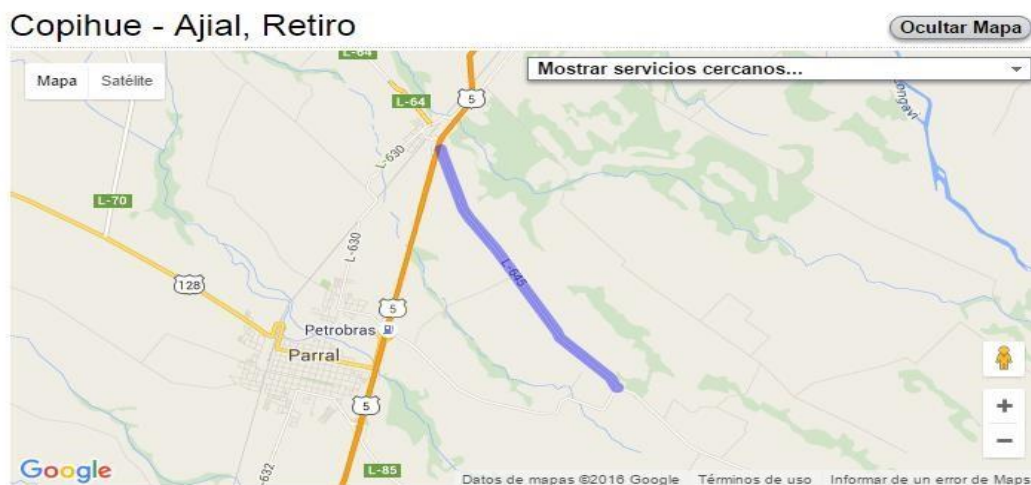 Copihue - Ajial, Retiro
Ocultar Mapa
Mapa
Satélite
Mostrar servicios cercanos...
L-64
L-64
5
L-630
L-70
L-630
L-645
128
5
Petrobras
Parral
5
L-632
L-85
+
−
Google
Datos de mapas ©2016 Google
Términos de uso
Informar de un error de Maps